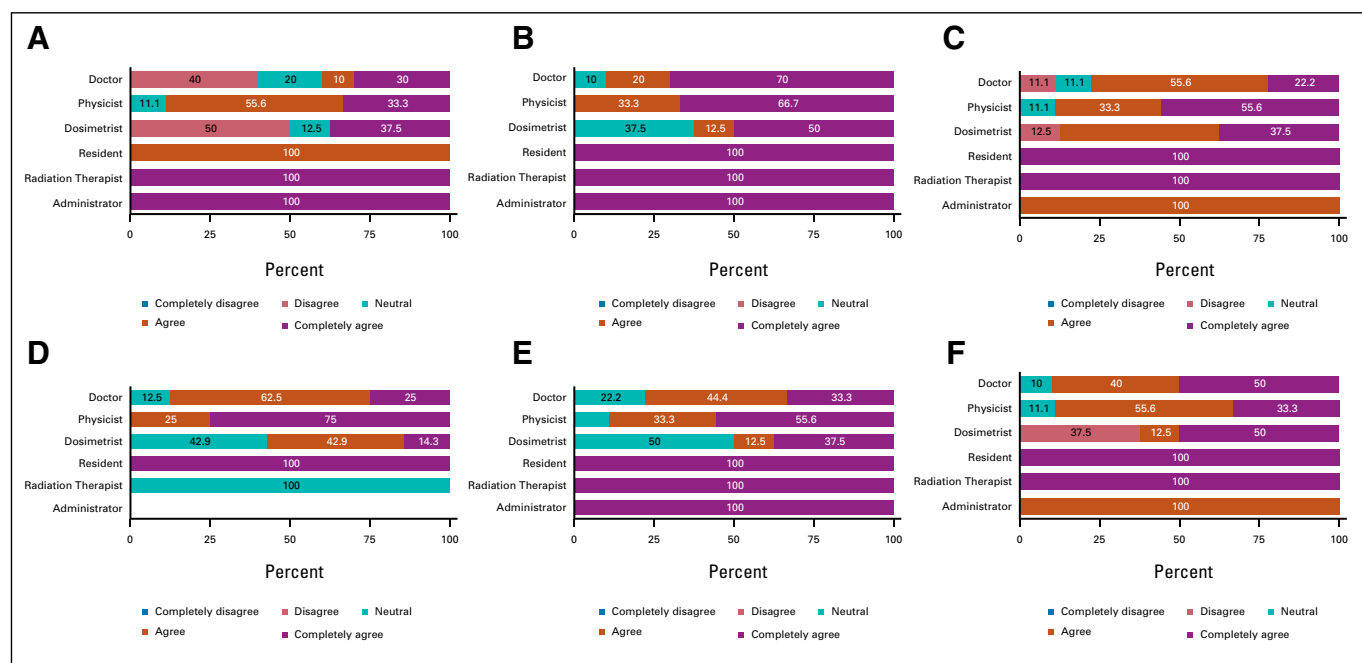 A
Doctor 40 20 10 30
Physicist 11.1 55.6 33.3
Dosimetrist 50 12.5 37.5
Resident 100
Radiation Therapist 100
Administrator 100
0 25 50 75 100
Percent
Completely disagree Disagree Neutral
Agree Completely agree
B
Doctor 10 20 70
Physicist 33.3 66.7
Dosimetrist 37.5 12.5 50
Resident 100
Radiation Therapist 100
Administrator 100
0 25 50 75 100
Percent
Completely disagree Disagree Neutral
Agree Completely agree
C
Doctor 11.1 11.1 55.6 22.2
Physicist 11.1 33.3 55.6
Dosimetrist 12.5 37.5
Resident 100
Radiation Therapist 100
Administrator 100
0 25 50 75 100
Percent
Completely disagree Disagree Neutral
Agree Completely agree
D
Doctor 12.5 62.5 25
Physicist 25 75
Dosimetrist 42.9 42.9 14.3
Resident 100
Radiation Therapist 100
Administrator
0 25 50 75 100
Percent
Completely disagree Disagree Neutral
Agree Completely agree
E
Doctor 22.2 44.4 33.3
Physicist 33.3 55.6
Dosimetrist 50 12.5 37.5
Resident 100
Radiation Therapist 100
Administrator 100
0 25 50 75 100
Percent
Completely disagree Disagree Neutral
Agree Completely agree
F
Doctor 10 40 50
Physicist 11.1 55.6 33.3
Dosimetrist 37.5 12.5 50
Resident 100
Radiation Therapist 100
Administrator 100
0 25 50 75 100
Percent
Completely disagree Disagree Neutral
Agree Completely agree